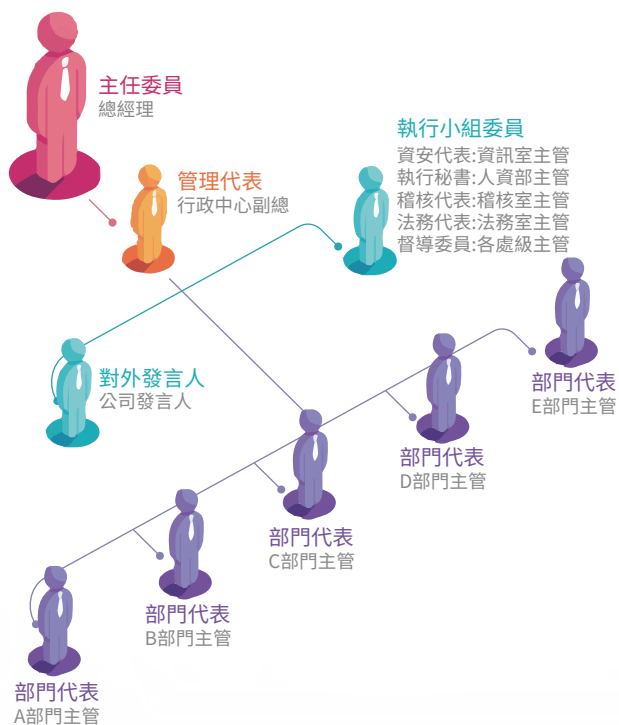 主任委員
總經理
管理代表
行政中心副總
執行小組委員
資安代表:資訊室主管
執行秘書:人資部主管
稽核代表:稽核室主管
法務代表:法務室主管
督導委員:各處級主管
對外發言人
公司發言人
部門代表
E部門主管
部門代表
D部門主管
部門代表
C部門主管
部門代表
B部門主管
部門代表
A部門主管